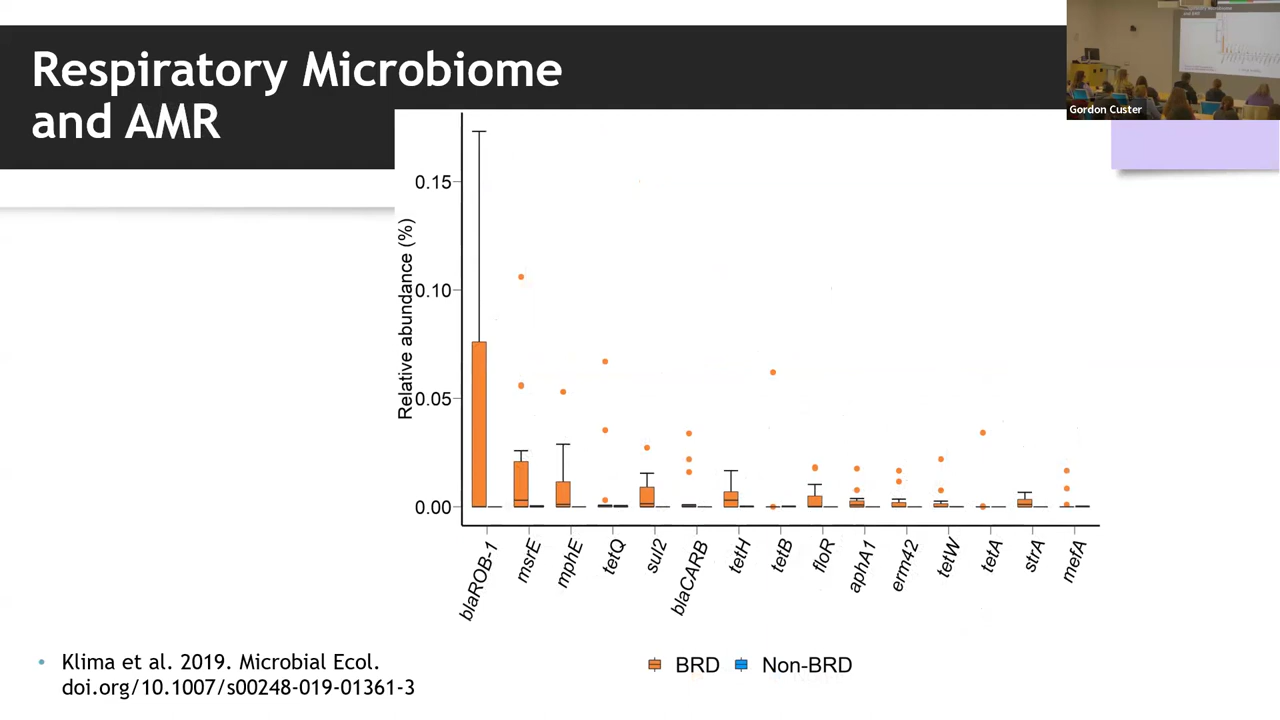 Respiratory Microbiome
and AMR
Gordon Custer
Relative abundance (%)
0.15
0.10
0.05
0.00
blaROB-1
msrE
mphE
tetQ
sul2
blaCARB
tetH
tetB
floR
aphA1
erm42
tetW
tetA
strA
mefA
BRD
Non-BRD
• Klima et al. 2019. Microbial Ecol.
doi.org/10.1007/s00248-019-01361-3